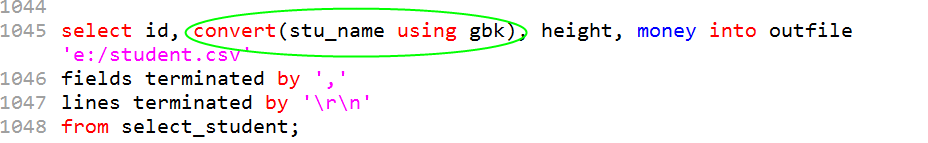 1044
1045 select id, convert(stu_name using gbk), height, money into outfile
'e:/student.csv'
1046 fields terminated by ','
1047 lines terminated by '\r\n'
1048 from select_student;